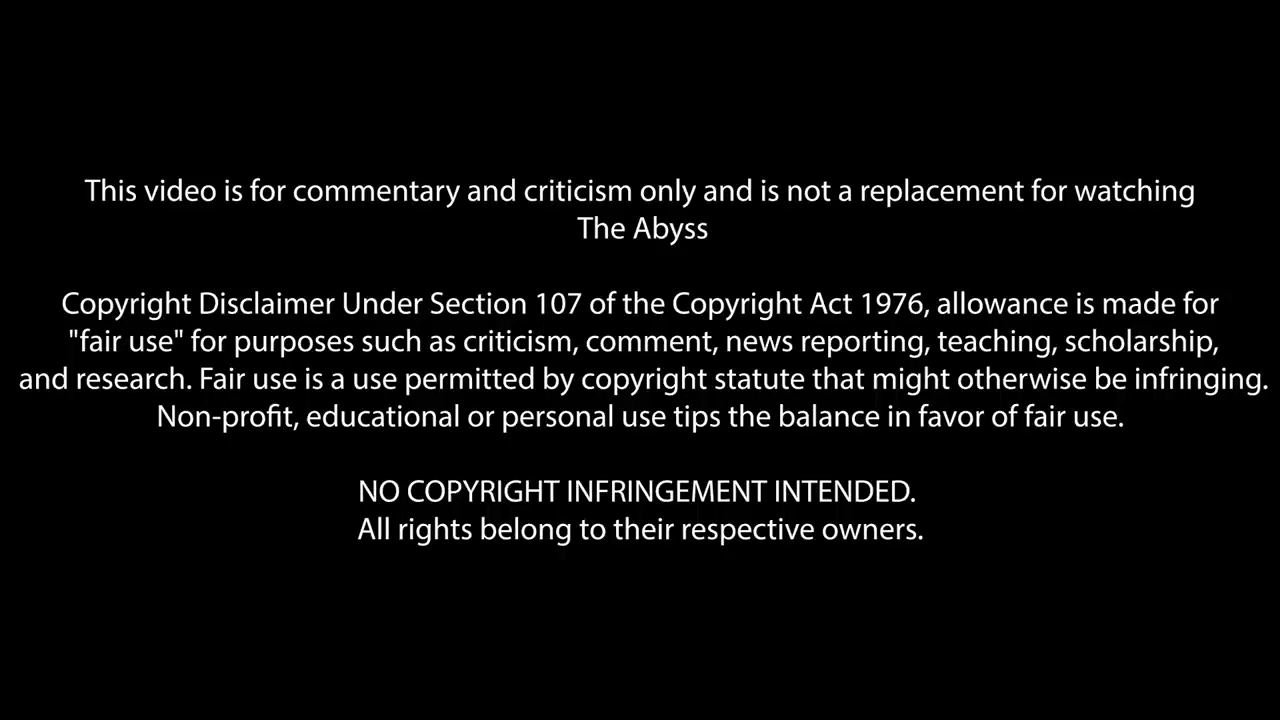 This video is for commentary and criticism only and is not a replacement for watching
The Abyss
Copyright Disclaimer Under Section 107 of the Copyright Act 1976, allowance is made for
"fair use" for purposes such as criticism, comment, news reporting, teaching, scholarship,
and research. Fair use is a use permitted by copyright statute that might otherwise be infringing.
Non-profit, educational or personal use tips the balance in favor of fair use.
NO COPYRIGHT INFRINGEMENT INTENDED.
All rights belong to their respective owners.